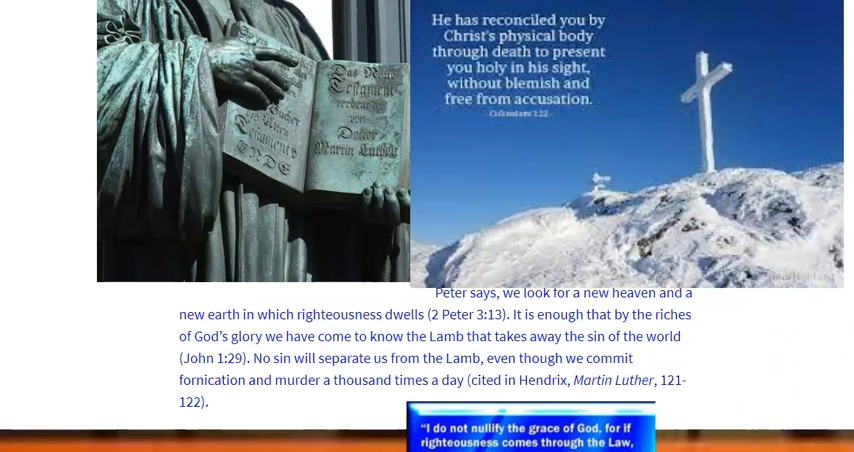 Bücher
des Alten
Testaments
ENDE
Das Neue
Testament
verdeutscht
von
Doktor
Martin Luther
He has reconciled you by
Christ's physical body
through death to present
you holy in his sight,
without blemish and
free from accusation.
Colossians 1:22
Peter says, we look for a new heaven and a
new earth in which righteousness dwells (2 Peter 3:13). It is enough that by the riches
of God’s glory we have come to know the Lamb that takes away the sin of the world
(John 1:29). No sin will separate us from the Lamb, even though we commit
fornication and murder a thousand times a day (cited in Hendrix, Martin Luther, 121-
122).
“I do not nullify the grace of God, for if
righteousness comes through the Law,